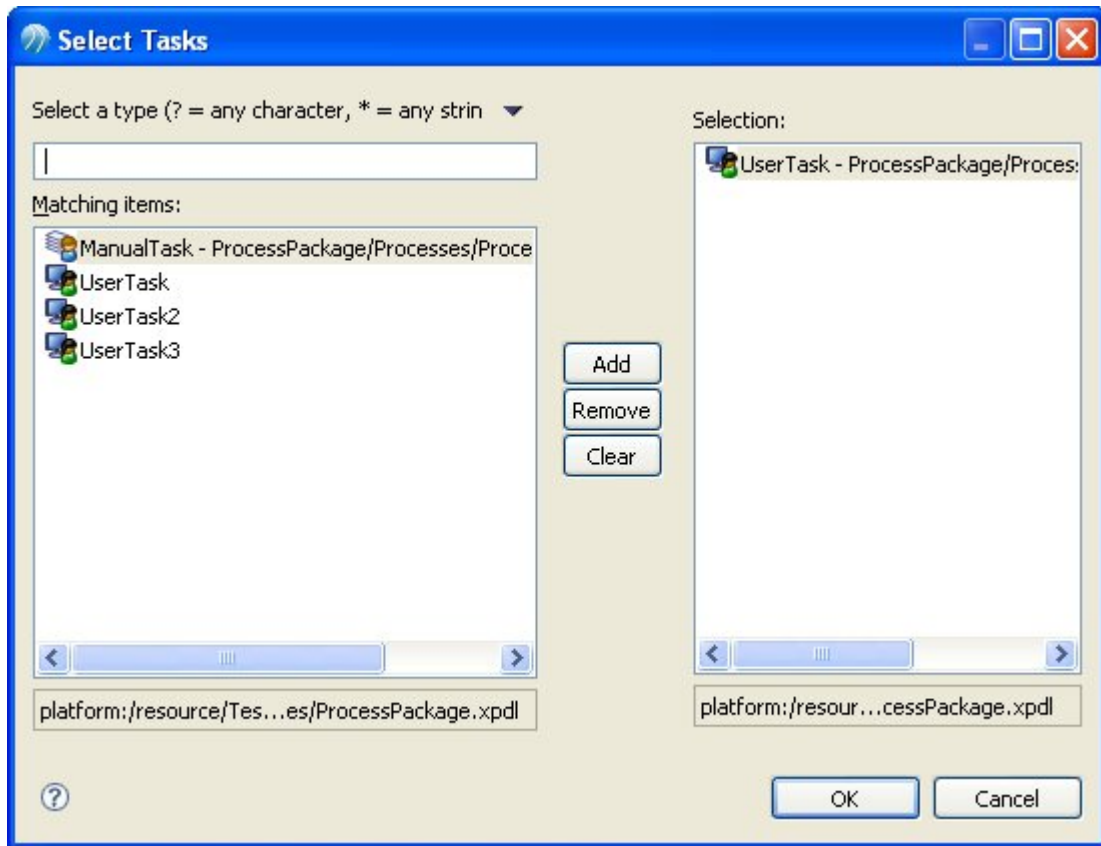 Select Tasks
Select a type (? = any character, * = any strin
Selection:
Matching items:
ManualTask - ProcessPackage/Processes/Proce
UserTask
UserTask2
UserTask3
UserTask - ProcessPackage/Proces
Add
Remove
Clear
platform:/resource/Tes...es/ProcessPackage.xpdl
platform:/resour...cessPackage.xpdl
?
OK
Cancel